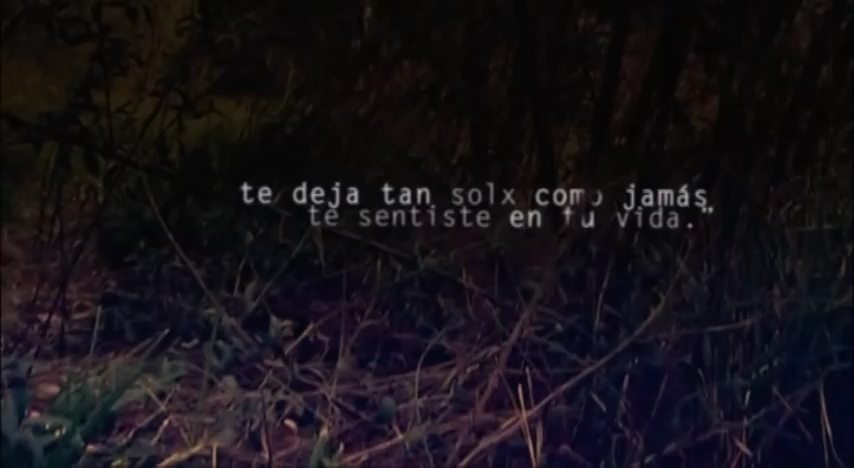 te deja tan solx como jamás
te sentiste en tu vida."